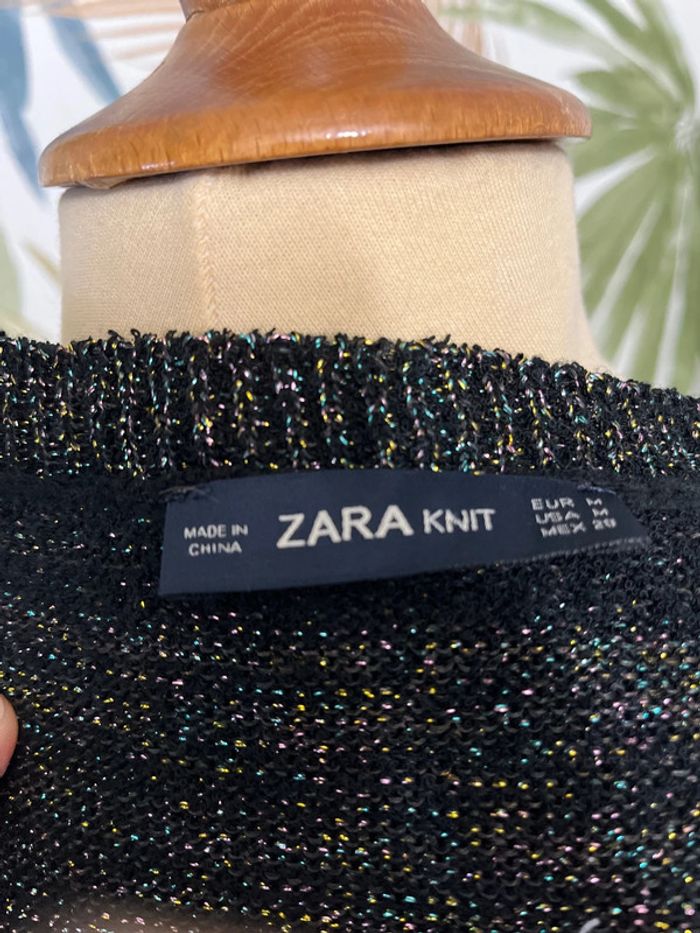 MADE IN
CHINA
ZARA KNIT
EUR M
USA M
MEX 28